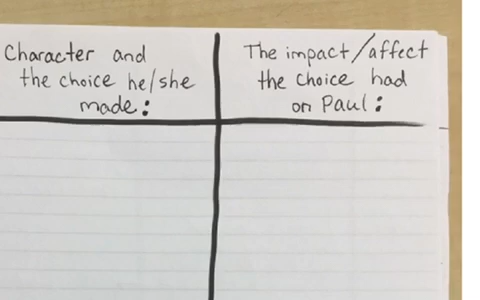 Character and
the choice he/she
made:
The impact/affect
the choice had
on Paul: